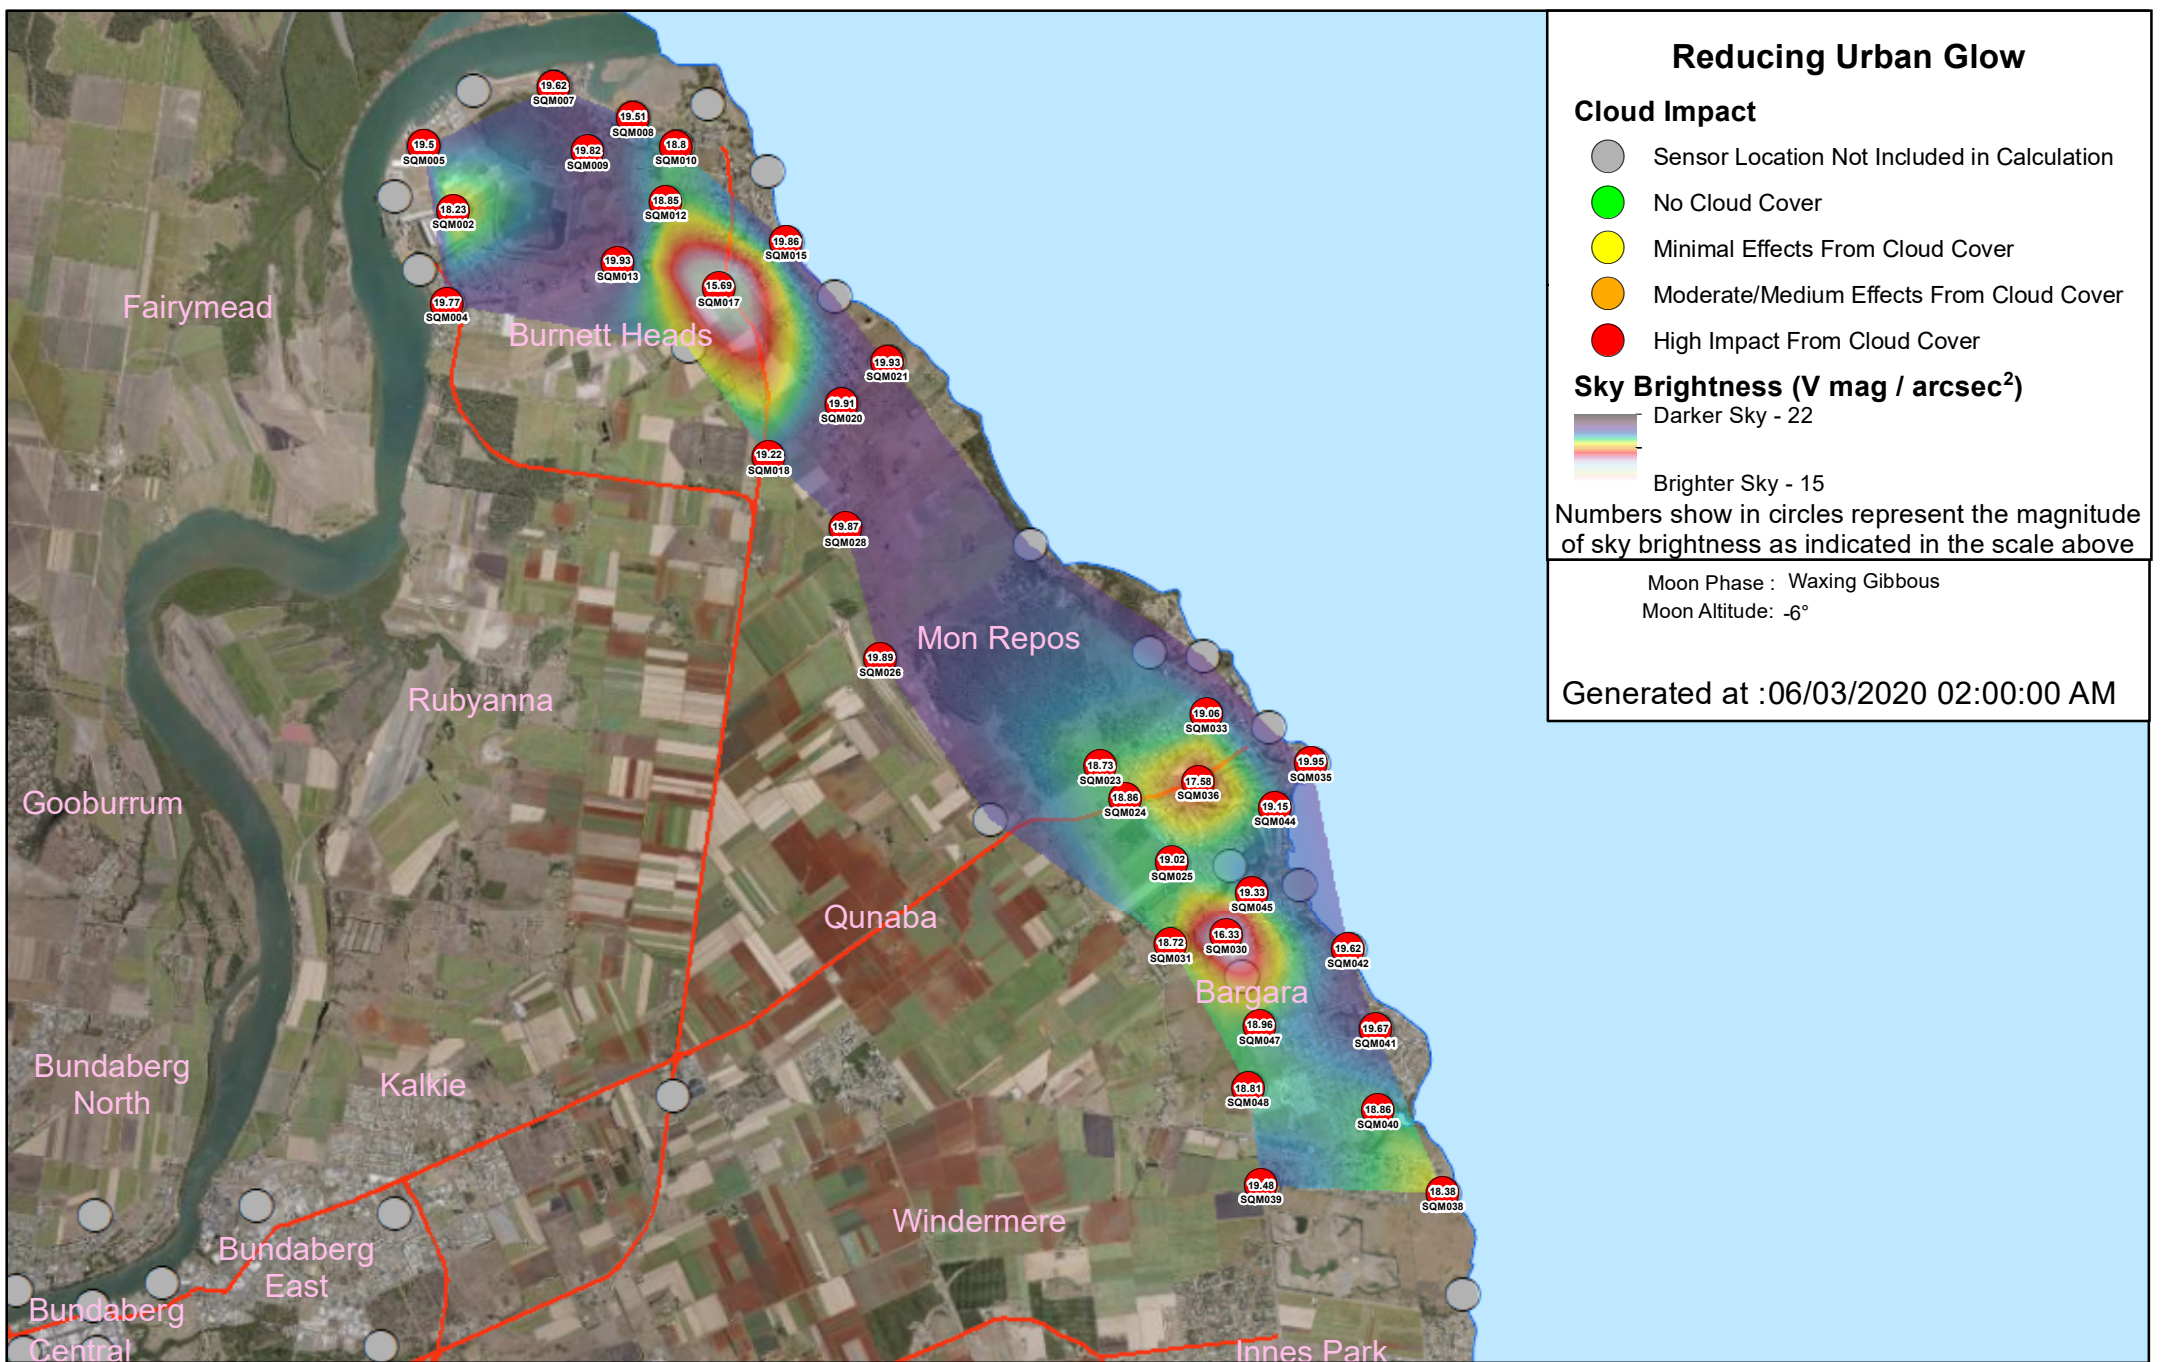 Reducing Urban Glow
Cloud Impact
Sensor Location Not Included in Calculation
No Cloud Cover
Minimal Effects From Cloud Cover
Moderate/Medium Effects From Cloud Cover
High Impact From Cloud Cover
Sky Brightness (V mag / arcsec²)
Darker Sky - 22
Brighter Sky - 15
Numbers show in circles represent the magnitude
of sky brightness as indicated in the scale above
Moon Phase : Waxing Gibbous
Moon Altitude: -6°
Generated at :06/03/2020 02:00:00 AM
19.62
SQM007
19.51
SQM008
19.5
SQM005
19.82
SQM009
18.8
SQM010
18.23
SQM002
18.85
SQM012
19.86
SQM015
19.93
SQM013
15.69
SQM017
19.77
SQM004
Fairymead
Burnett Heads
19.93
SQM021
19.91
SQM020
19.22
SQM018
19.87
SQM028
Mon Repos
19.89
SQM026
Rubyanna
19.06
SQM033
18.73
SQM023
17.58
SQM036
19.95
SQM035
18.86
SQM024
19.15
SQM044
Gooburrum
19.02
SQM025
19.33
SQM045
Qunaba
18.72
SQM031
16.33
SQM030
19.62
SQM042
Bargara
18.96
SQM047
19.67
SQM041
Bundaberg
North
Kalkie
18.81
SQM048
18.86
SQM040
19.48
SQM039
18.38
SQM038
Windermere
Bundaberg
East
Bundaberg
Central
Innes Park